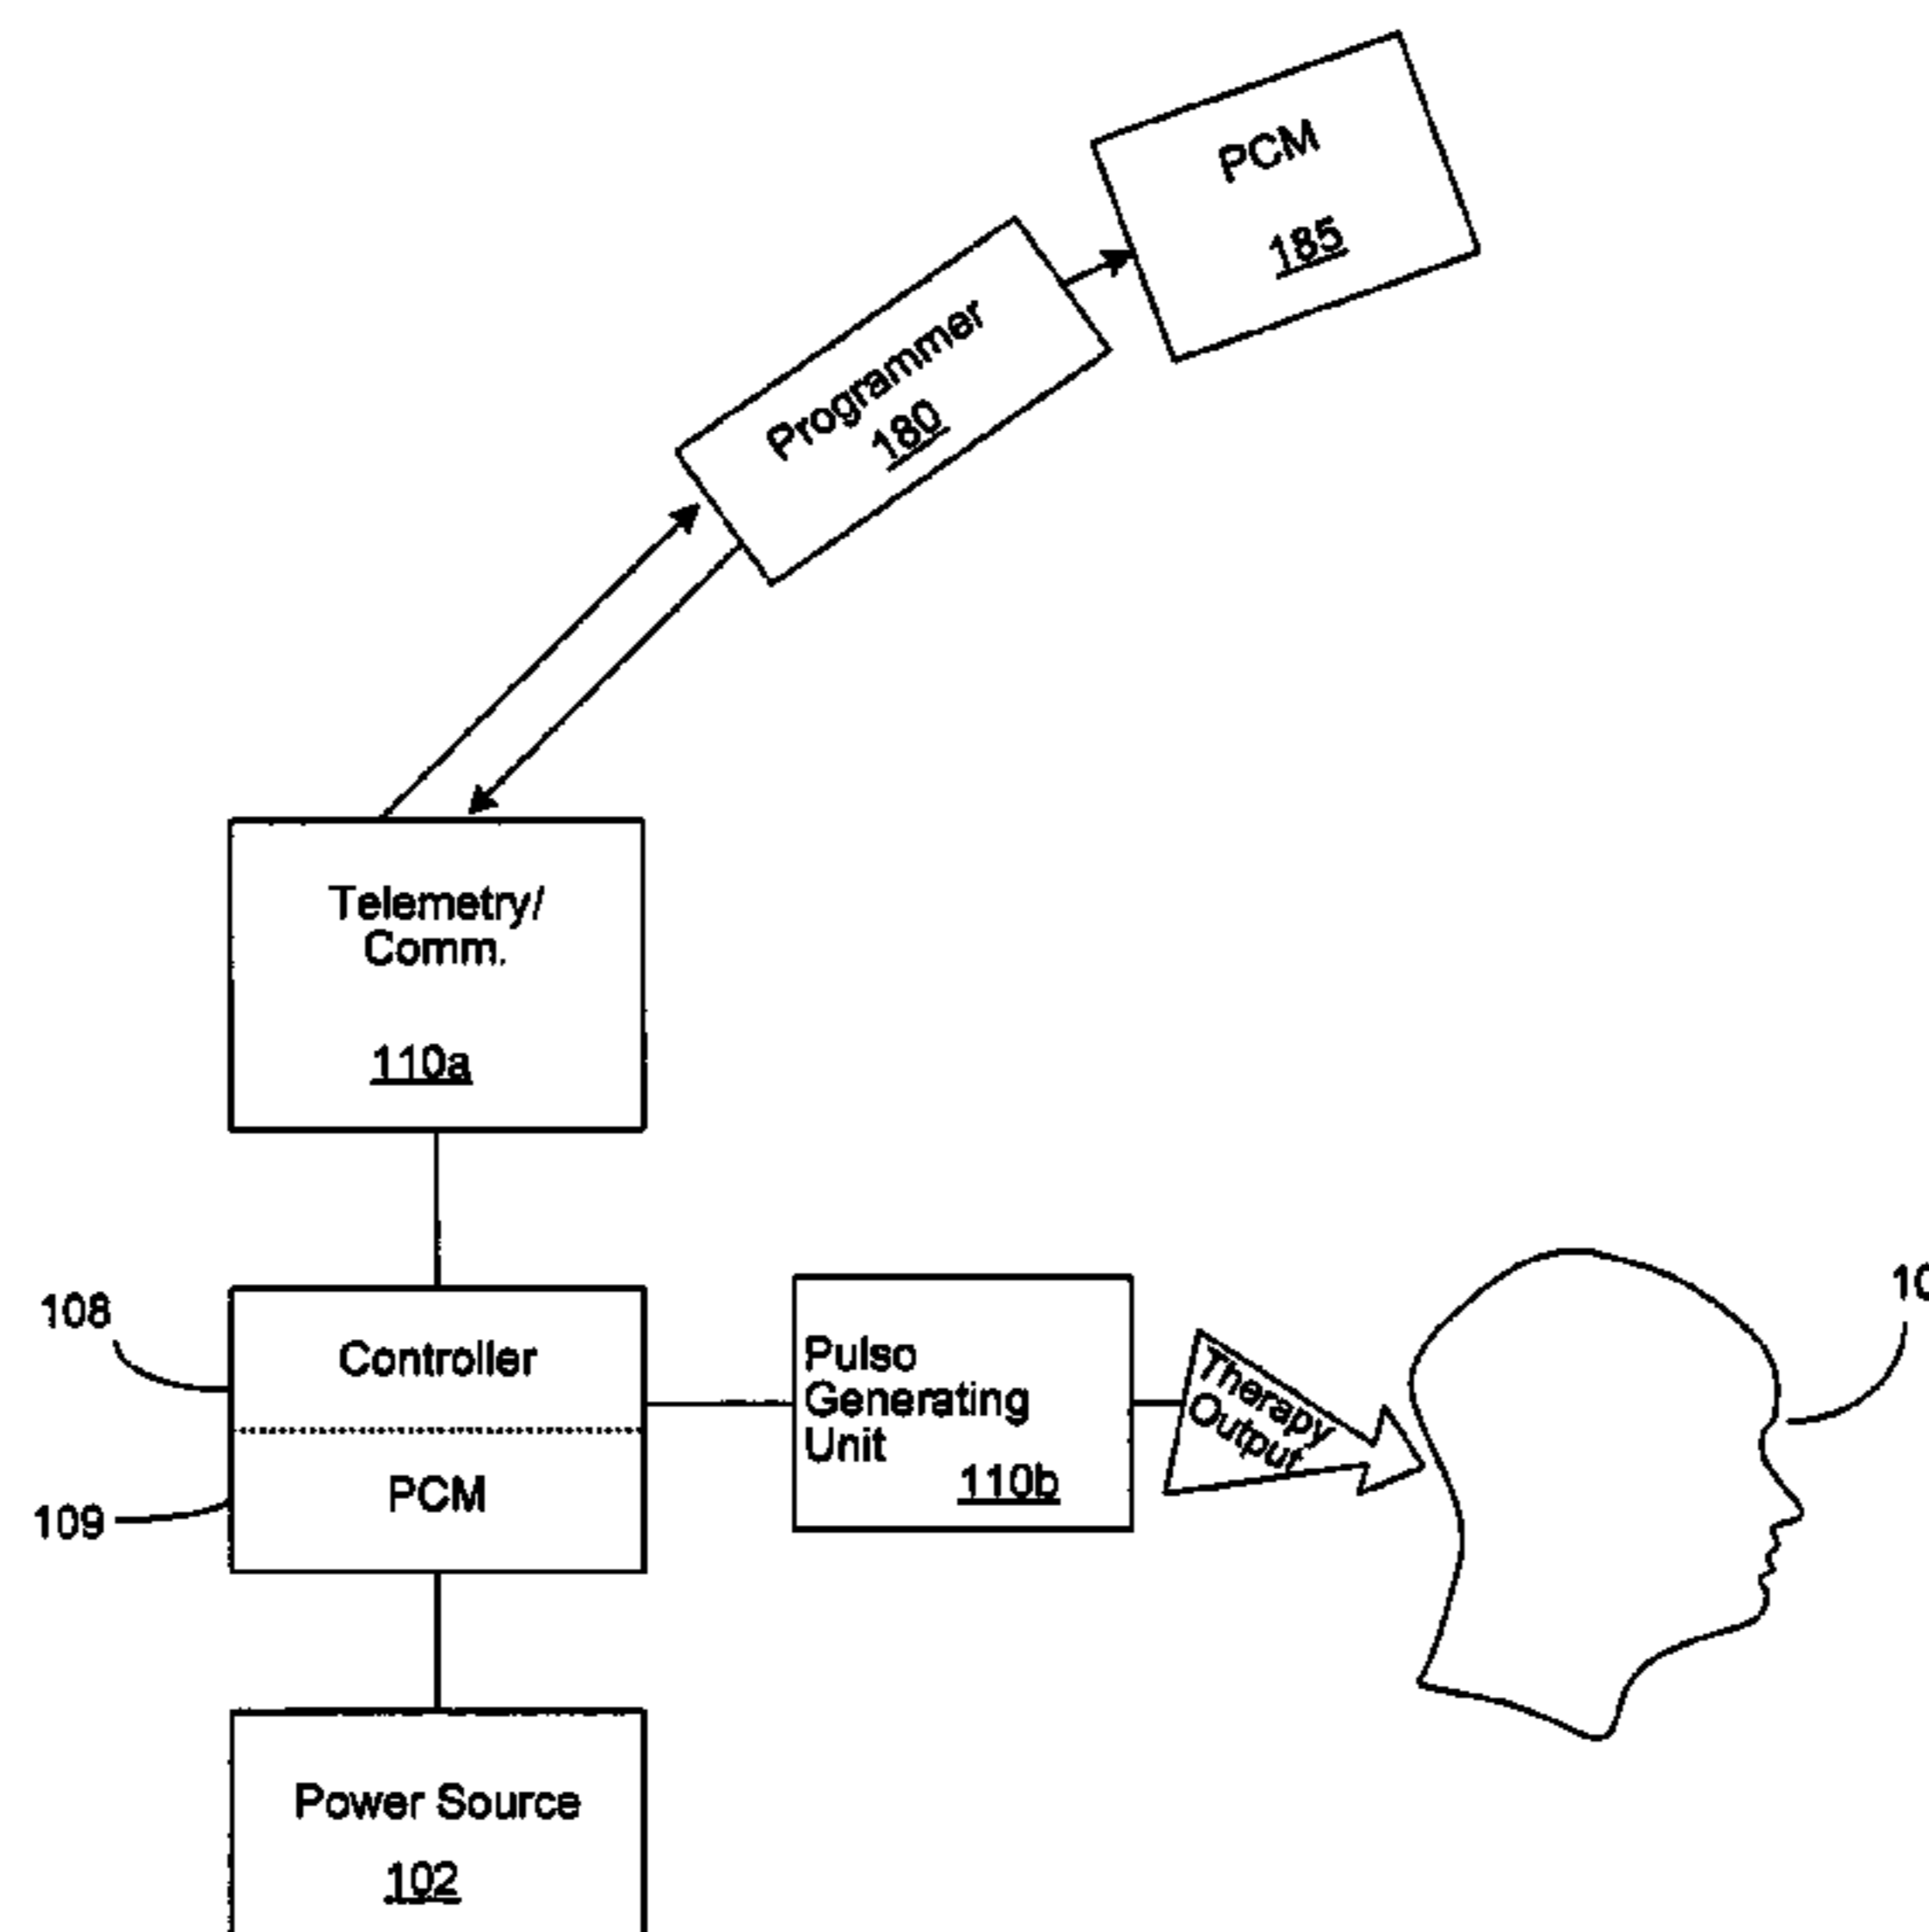 PCM
185
Programmer
180
Telemetry/
Comm.
110a
108
Controller
109
PCM
Pulso
Generating
Unit
110b
Therapy
Output
Power Source
102